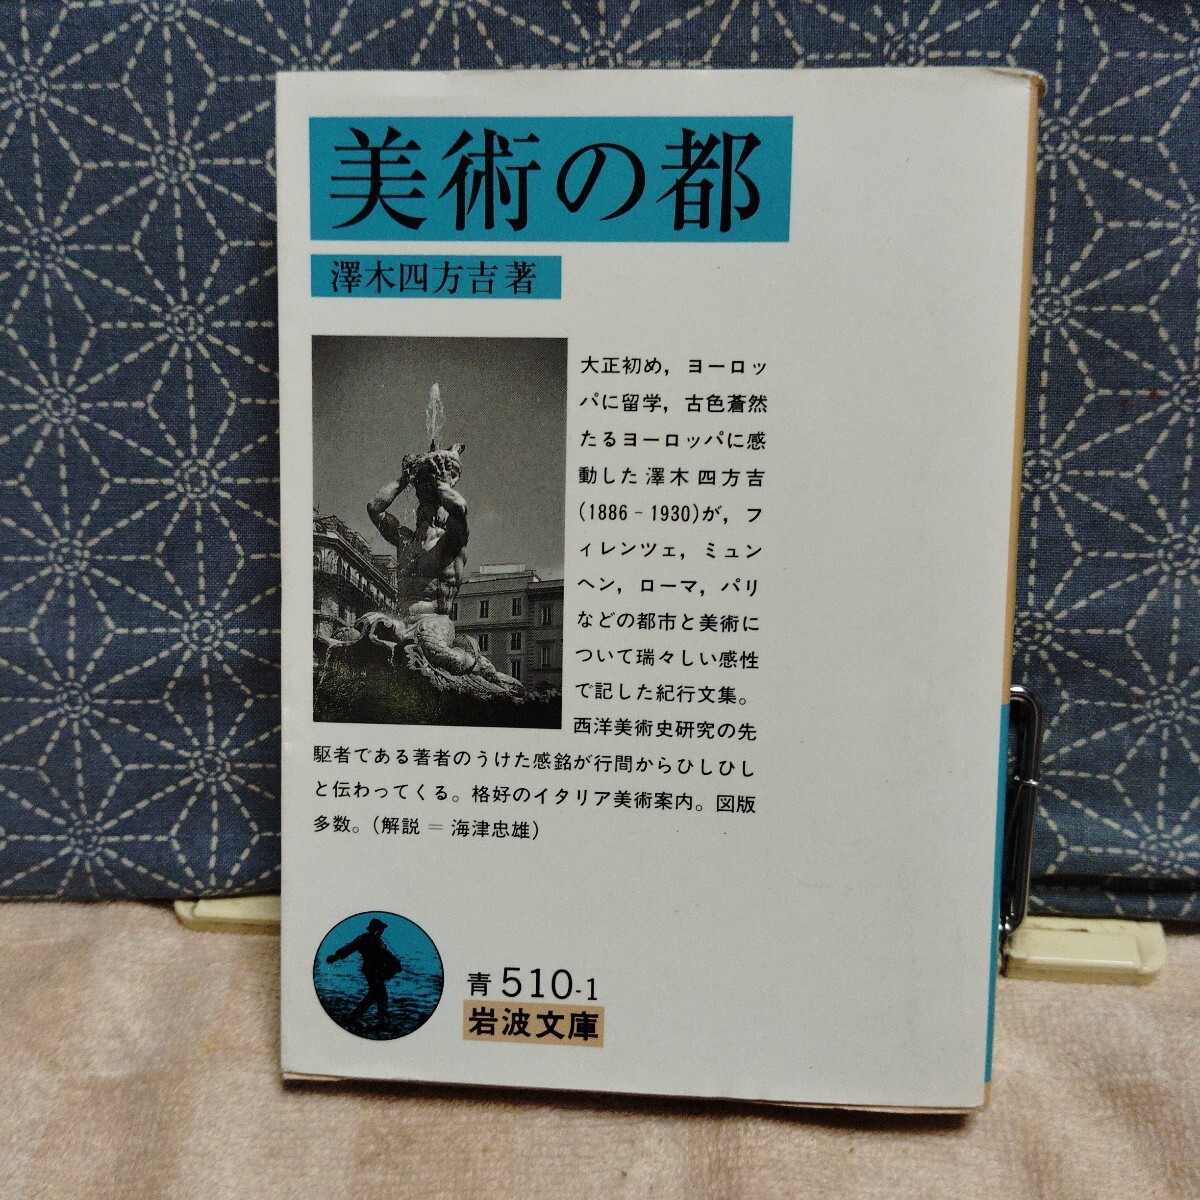 美術の都
澤木四方吉著
大正初め，ヨーロッ
パに留学，古色蒼然
たるヨーロッパに感
動した澤木四方吉
(1886－1930)が，フ
ィレンツェ，ミュン
ヘン，ローマ，パリ
などの都市と美術に
ついて瑞々しい感性
で記した紀行文集。
西洋美術史研究の先
駆者である著者のうけた感銘が行間からひしひし
と伝わってくる。格好のイタリア美術案内。図版
多数。(解説＝海津忠雄)
青510-1
岩波文庫